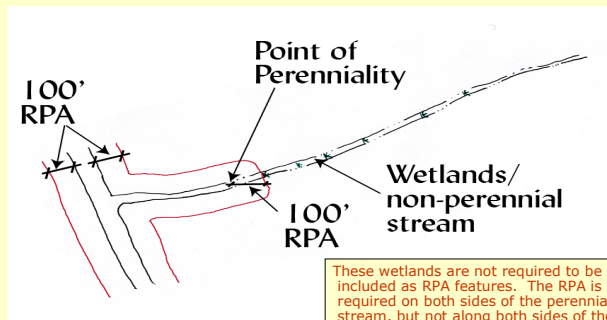 Point of
Perenniality
100'
RPA
Wetlands/
non-perennial
stream
100'
RPA
These wetlands are not required to be
included as RPA features. The RPA is
required on both sides of the perennial
stream, but not along both sides of the